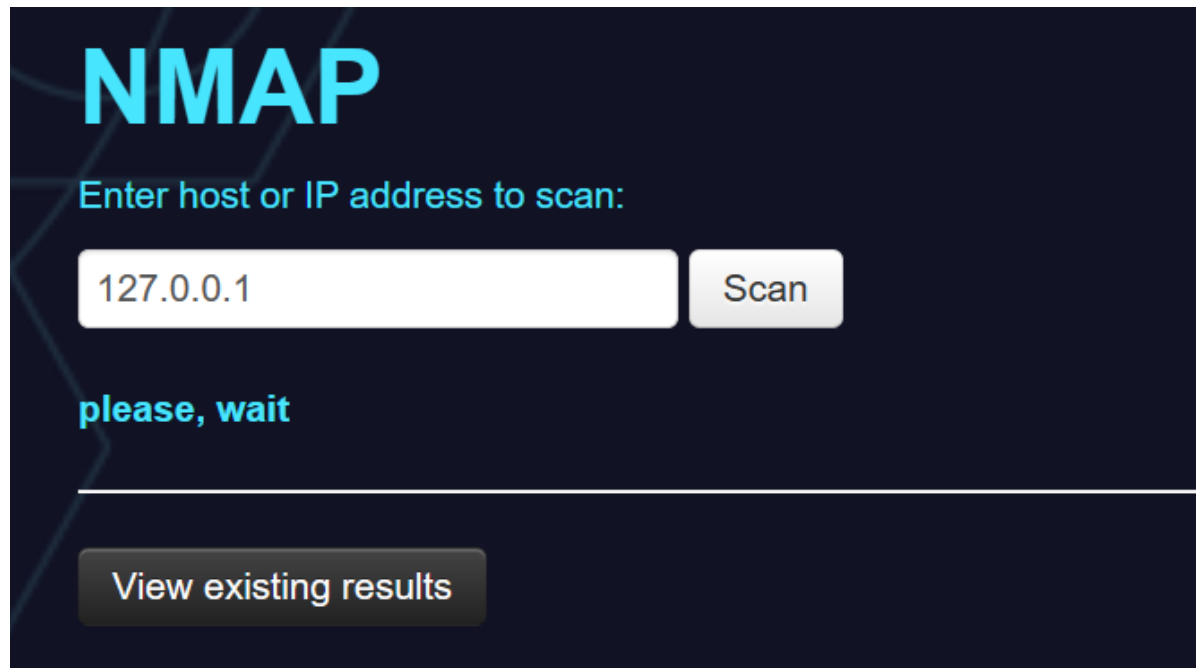 NMAP
Enter host or IP address to scan:
127.0.0.1 Scan
please, wait
View existing results